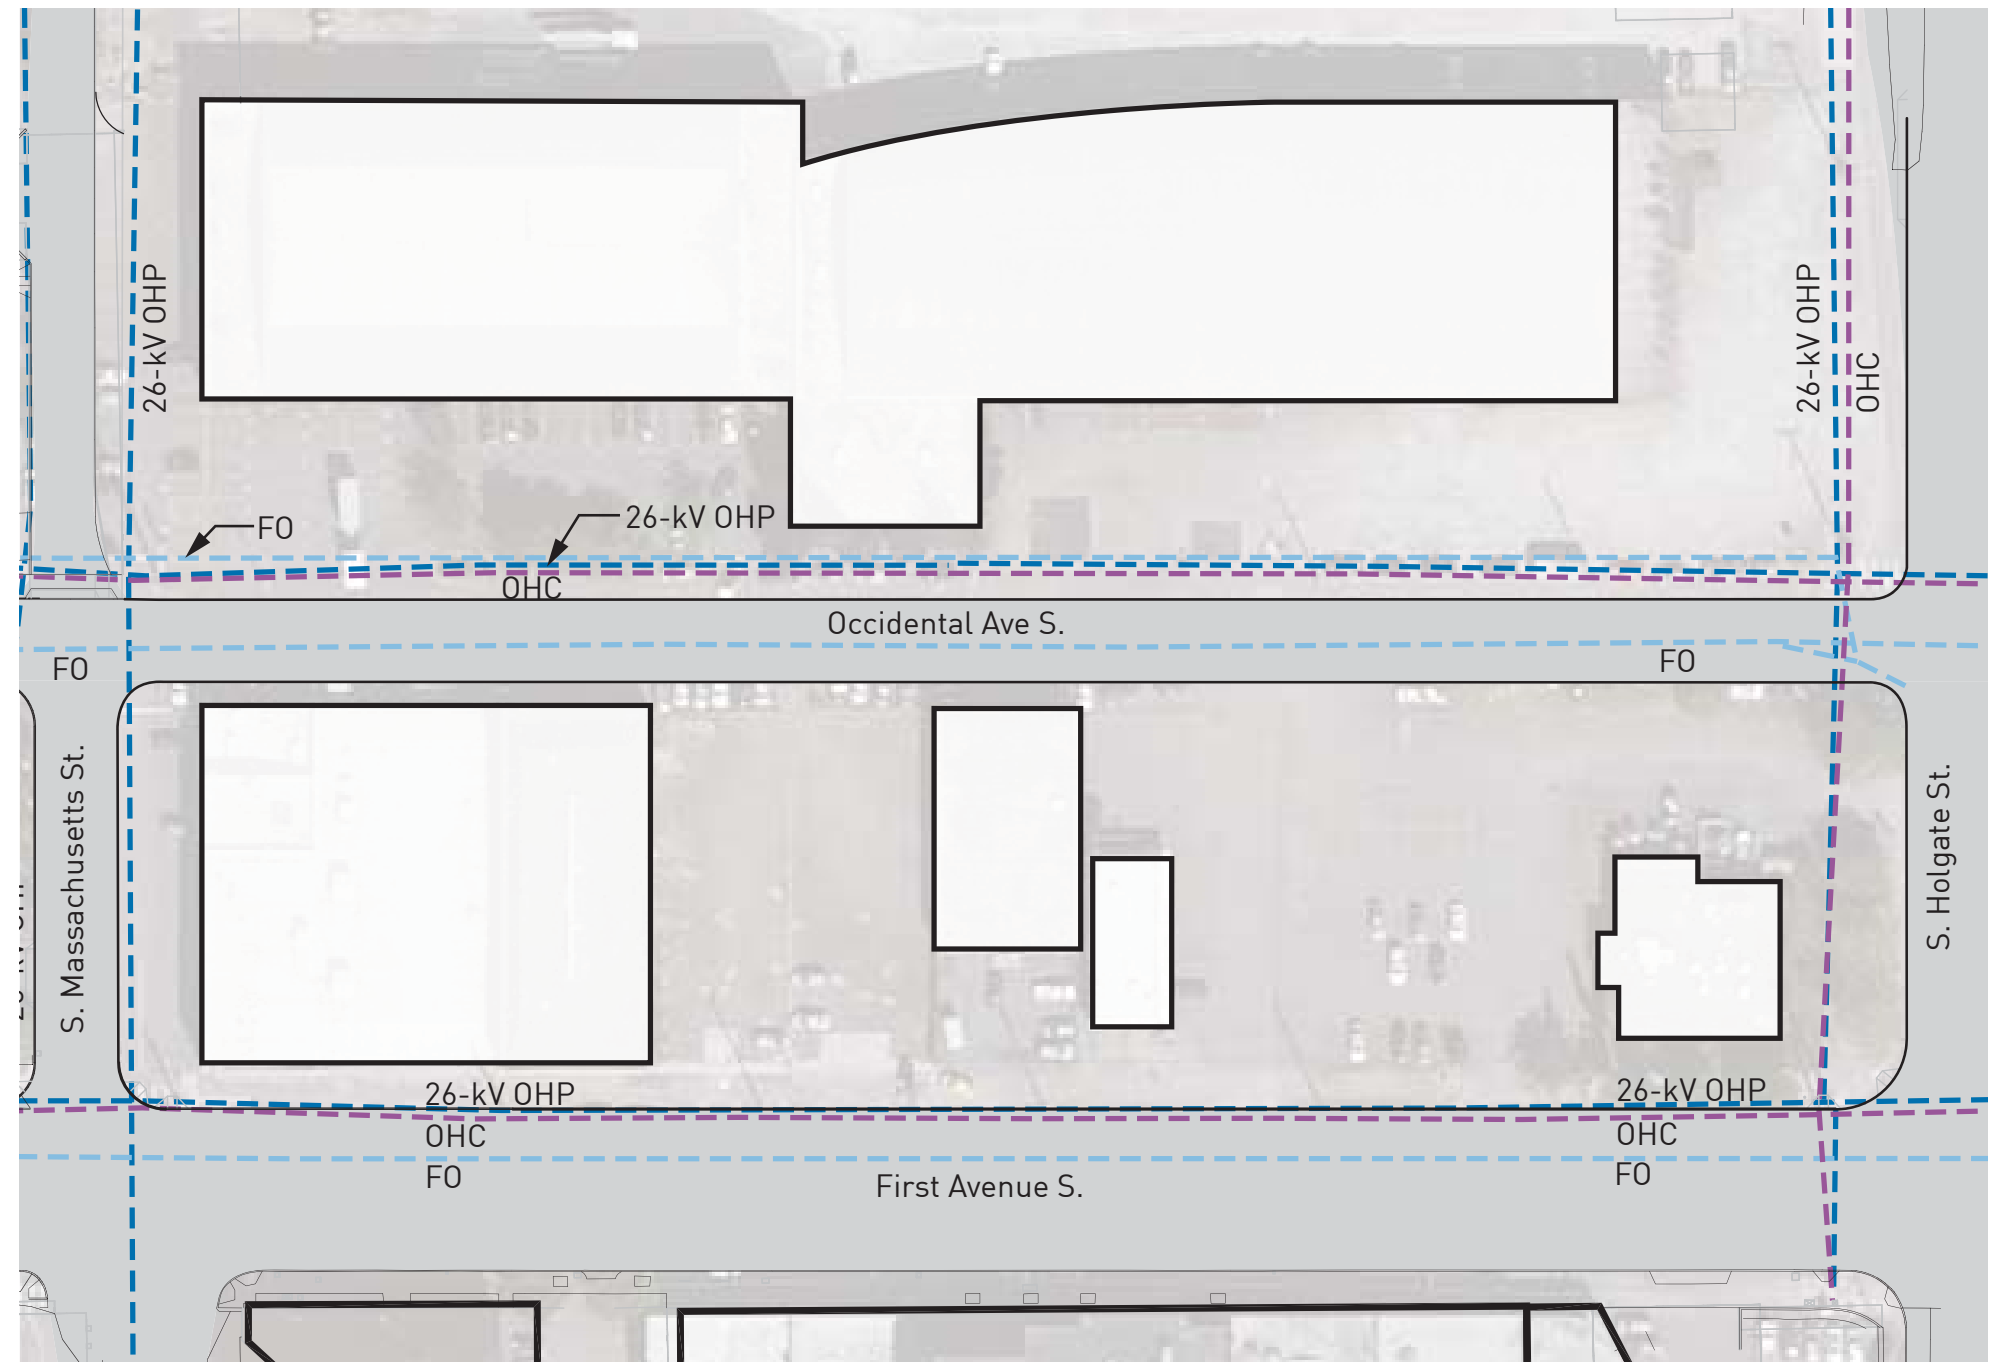 26-kV OHP
26-kV OHP
OHC
FO
26-kV OHP
OHC
Occidental Ave S.
FO
FO
S. Massachusetts St.
S. Holgate St.
26-kV OHP
26-kV OHP
OHC
OHC
FO
FO
First Avenue S.